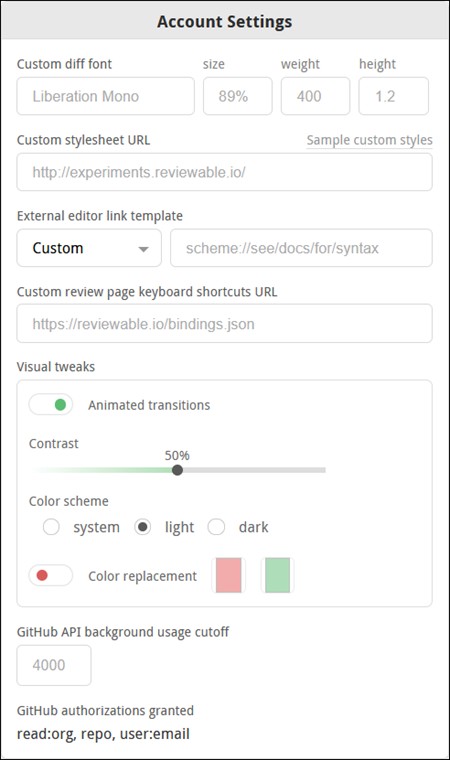 Account Settings
Custom diff font size weight height
Liberation Mono 89% 400 1.2
Custom stylesheet URL Sample custom styles
http://experiments.reviewable.io/
External editor link template
Custom scheme://see/docs/for/syntax
Custom review page keyboard shortcuts URL
https://reviewable.io/bindings.json
Visual tweaks
Animated transitions
Contrast
50%
Color scheme
system light dark
Color replacement
GitHub API background usage cutoff
4000
GitHub authorizations granted
read:org, repo, user:email